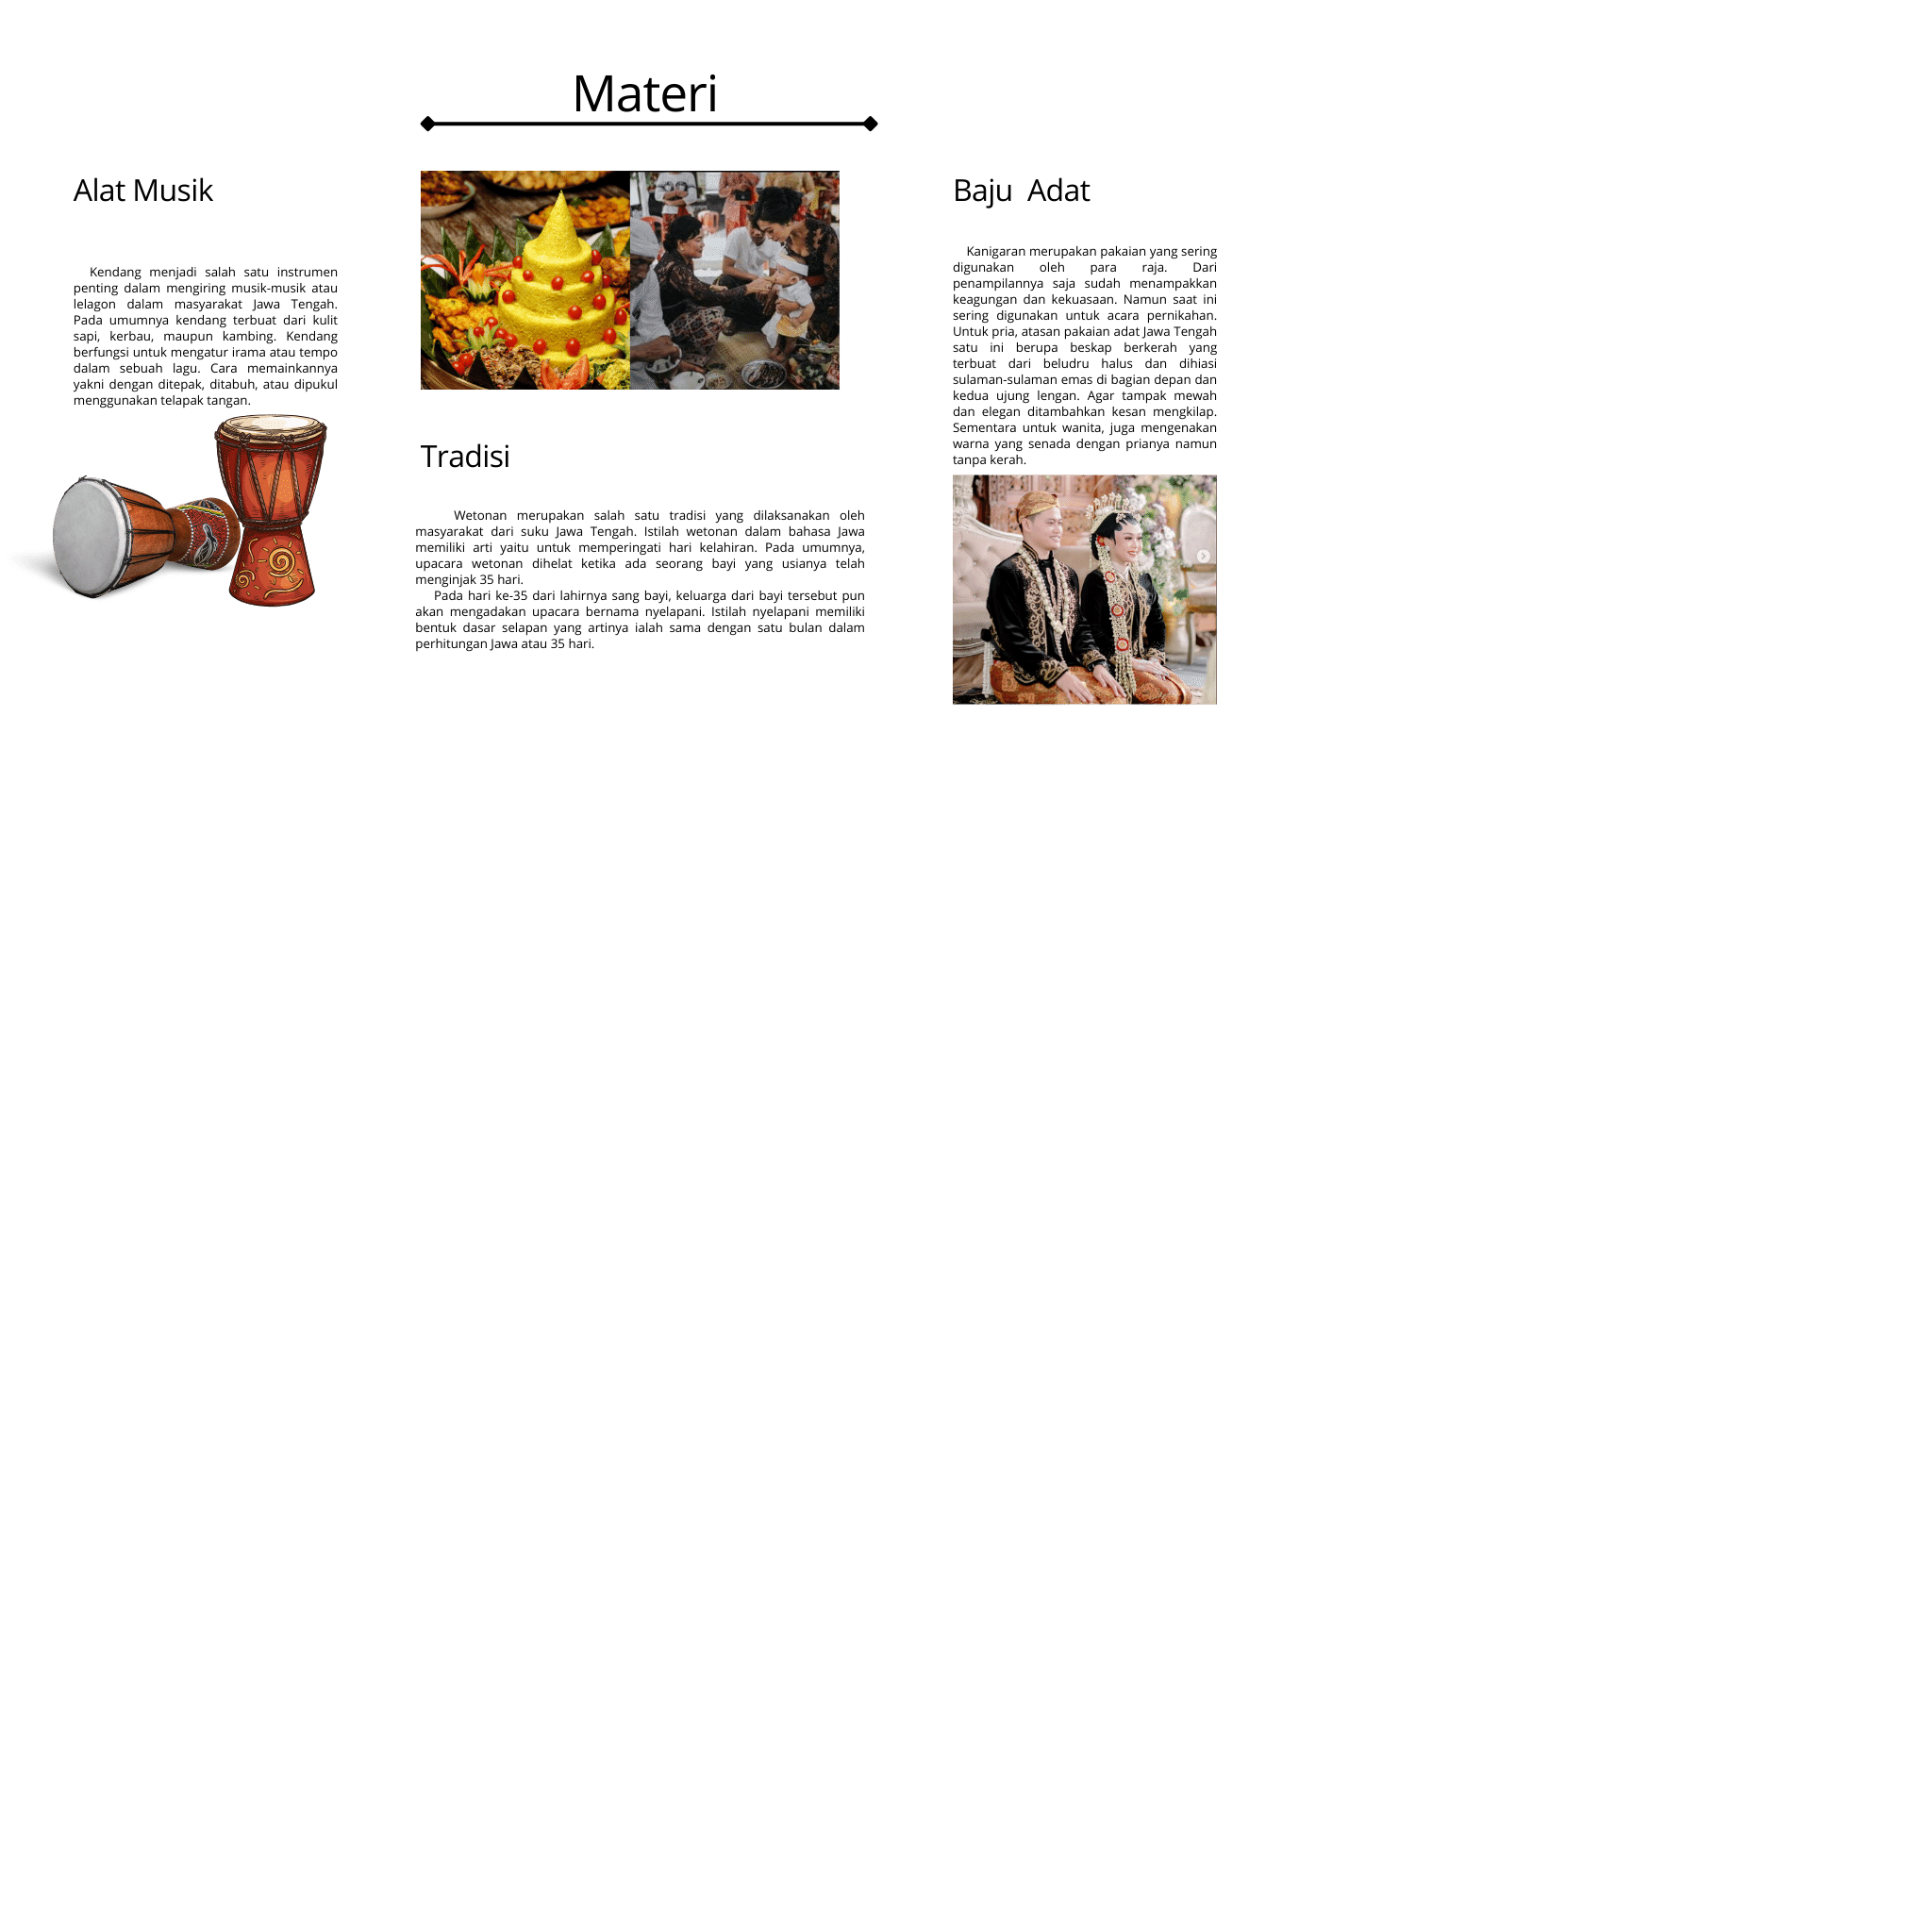 Materi
Alat Musik
Kendang menjadi salah satu instrumen
penting dalam mengiring musik-musik atau
lelagon dalam masyarakat Jawa Tengah.
Pada umumnya kendang terbuat dari kulit
sapi, kerbau, maupun kambing. Kendang
berfungsi untuk mengatur irama atau tempo
dalam sebuah lagu. Cara memainkannya
yakni dengan ditepak, ditabuh, atau dipukul
menggunakan telapak tangan.
Tradisi
Wetonan merupakan salah satu tradisi yang dilaksanakan oleh
masyarakat dari suku Jawa Tengah. Istilah wetonan dalam bahasa Jawa
memiliki arti yaitu untuk memperingati hari kelahiran. Pada umumnya,
upacara wetonan dihelat ketika ada seorang bayi yang usianya telah
menginjak 35 hari.
Pada hari ke-35 dari lahirnya sang bayi, keluarga dari bayi tersebut pun
akan mengadakan upacara bernama nyelapani. Istilah nyelapani memiliki
bentuk dasar selapan yang artinya ialah sama dengan satu bulan dalam
perhitungan Jawa atau 35 hari.
Baju Adat
Kanigaran merupakan pakaian yang sering
digunakan oleh para raja. Dari
penampilannya saja sudah menampakkan
keagungan dan kekuasaan. Namun saat ini
sering digunakan untuk acara pernikahan.
Untuk pria, atasan pakaian adat Jawa Tengah
satu ini berupa beskap berkerah yang
terbuat dari beludru halus dan dihiasi
sulaman-sulaman emas di bagian depan dan
kedua ujung lengan. Agar tampak mewah
dan elegan ditambahkan kesan mengkilap.
Sementara untuk wanita, juga mengenakan
warna yang senada dengan prianya namun
tanpa kerah.